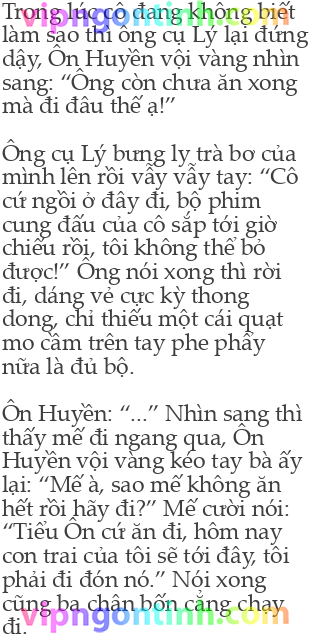 Trong lúc cô đang không biết
làm sao thì ông cụ Lý lại đứng
dậy, Ôn Huyền vội vàng nhìn
sang: “Ông còn chưa ăn xong
mà đi đâu thế ạ!”
Ông cụ Lý bưng ly trà bơ của
mình lên rồi vẫy vẫy tay: “Cô
cứ ngồi ở đây đi, bộ phim
cung đấu của cô sắp tới giờ
chiếu rồi, tôi không thể bỏ
được!” Ông nói xong thì rời
đi, dáng vẻ cực kỳ thong
dong, chỉ thiếu một cái quạt
mo cầm trên tay phe phẩy
nữa là đủ bộ.
Ôn Huyền: “...” Nhìn sang thì
thấy mế đi ngang qua, Ôn
Huyền vội vàng kéo tay bà ấy
lại: “Mế à, sao mế không ăn
hết rồi hãy đi?” Mế cười nói:
“Tiểu Ôn cứ ăn đi, hôm nay
con trai của tôi sẽ tới đây, tôi
phải đi đón nó.” Nói xong
cũng ba chân bốn cẳng chạy
đi.
vipngontinh.com
vipngontinh.com